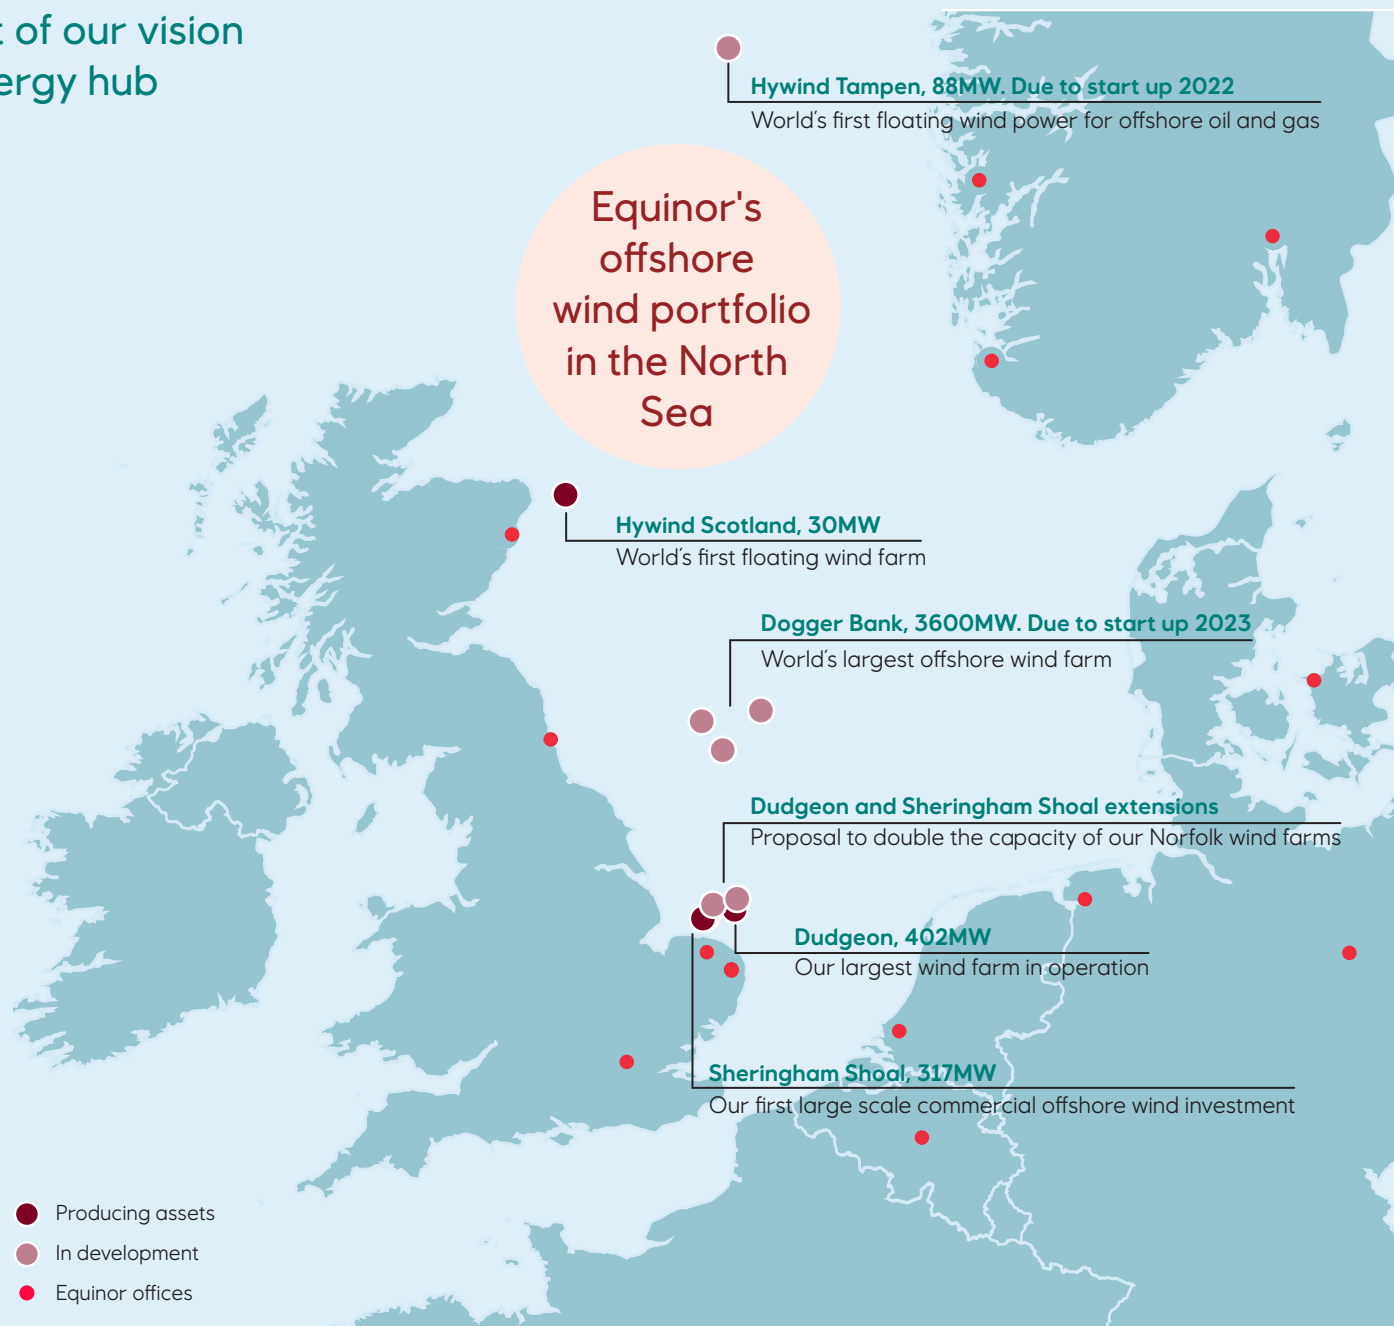 t of our vision
ergy hub
Hywind Tampen, 88MW. Due to start up 2022
World's first floating wind power for offshore oil and gas
Equinor's
offshore
wind portfolio
in the North
Sea
Hywind Scotland, 30MW
World's first floating wind farm
Dogger Bank, 3600MW. Due to start up 2023
World's largest offshore wind farm
Dudgeon and Sheringham Shoal extensions
Proposal to double the capacity of our Norfolk wind farms
Dudgeon, 402MW
Our largest wind farm in operation
Sheringham Shoal, 317MW
Our first large scale commercial offshore wind investment
Producing assets
In development
Equinor offices